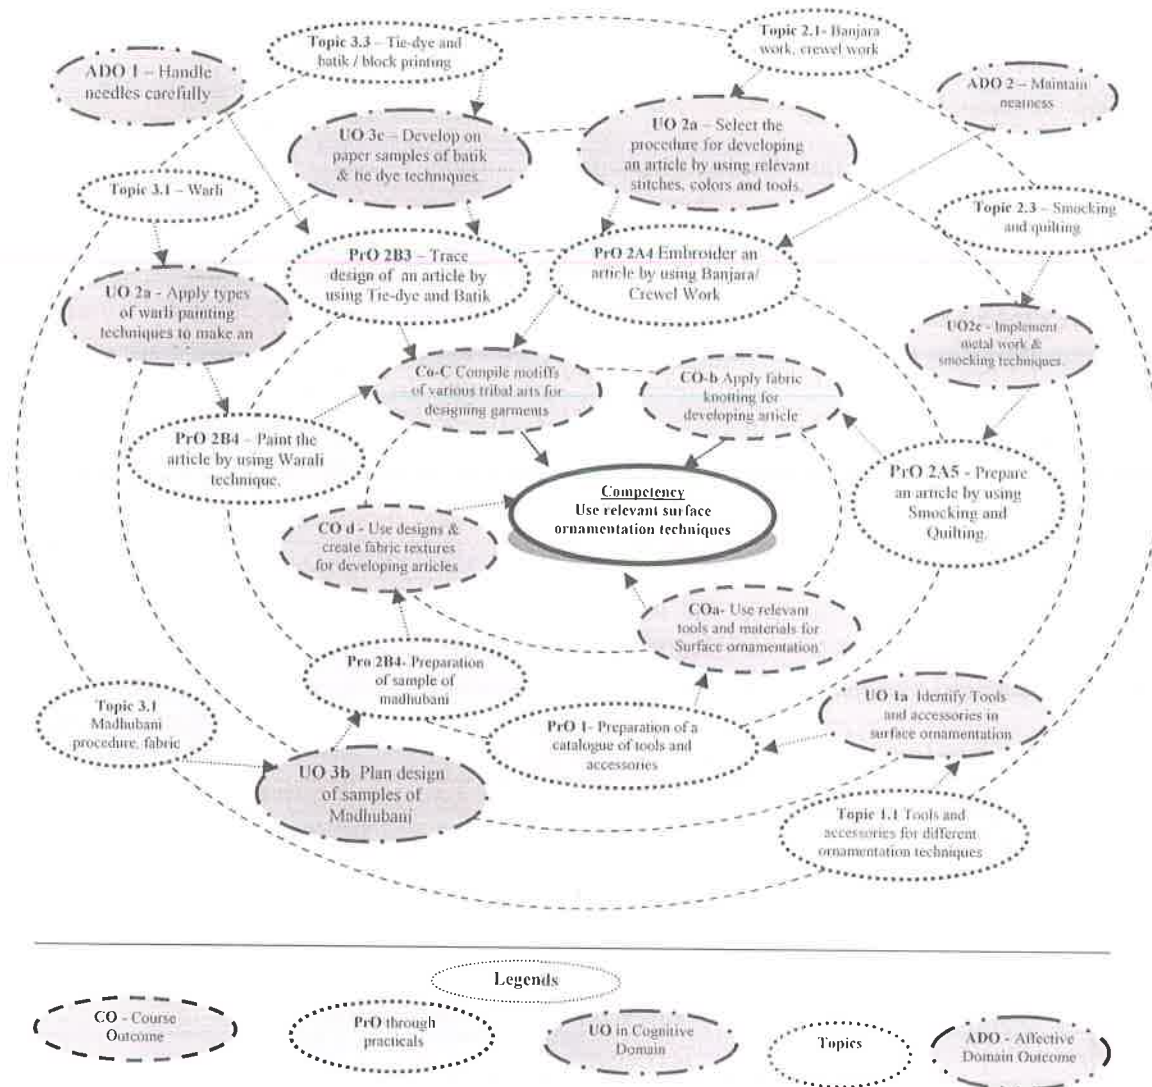 Topic 3.3 – Tie-dye and
batik / block printing
Topic 2.1- Banjara
work, crewel work
ADO 1 – Handle
needles carefully
ADO 2 – Maintain
neatness
UO 3c – Develop on
paper samples of batik
& tie dye techniques.
UO 2a – Select the
procedure for developing
an article by using relevant
stitches, colors and tools.
Topic 3.1 – Warli
Topic 2.3 – Smocking
and quilting
PrO 2B3 – Trace
design of an article by
using Tie-dye and Batik
PrO 2A4 Embroider an
article by using Banjara/
Crewel Work
UO 2a - Apply types
of warli painting
techniques to make an
UO2c - Implement
metal work &
smocking techniques.
Co-C Compile motiffs
of various tribal arts for
designing garments
CO-b Apply fabric
knotting for
developing article
PrO 2B4 – Paint the
article by using Warali
technique.
PrO 2A5 - Prepare
an article by using
Smocking and
Quilting.
Competency
Use relevant surface
ornamentation techniques
CO d - Use designs &
create fabric textures
for developing articles
COa- Use relevant
tools and materials for
Surface ornamentation
Pro 2B4- Preparation
of sample of
madhubani
Topic 3.1
Madhubani
procedure, fabric
UO 1a Identify Tools
and accessories in
surface ornamentation
PrO 1- Preparation of a
catalogue of tools and
accessories
UO 3b Plan design
of samples of
Madhubani
Topic 1.1 Tools and
accessories for different
ornamentation techniques
Legends
CO - Course
Outcome
PrO through
practicals
UO in Cognitive
Domain
Topics
ADO - Affective
Domain Outcome